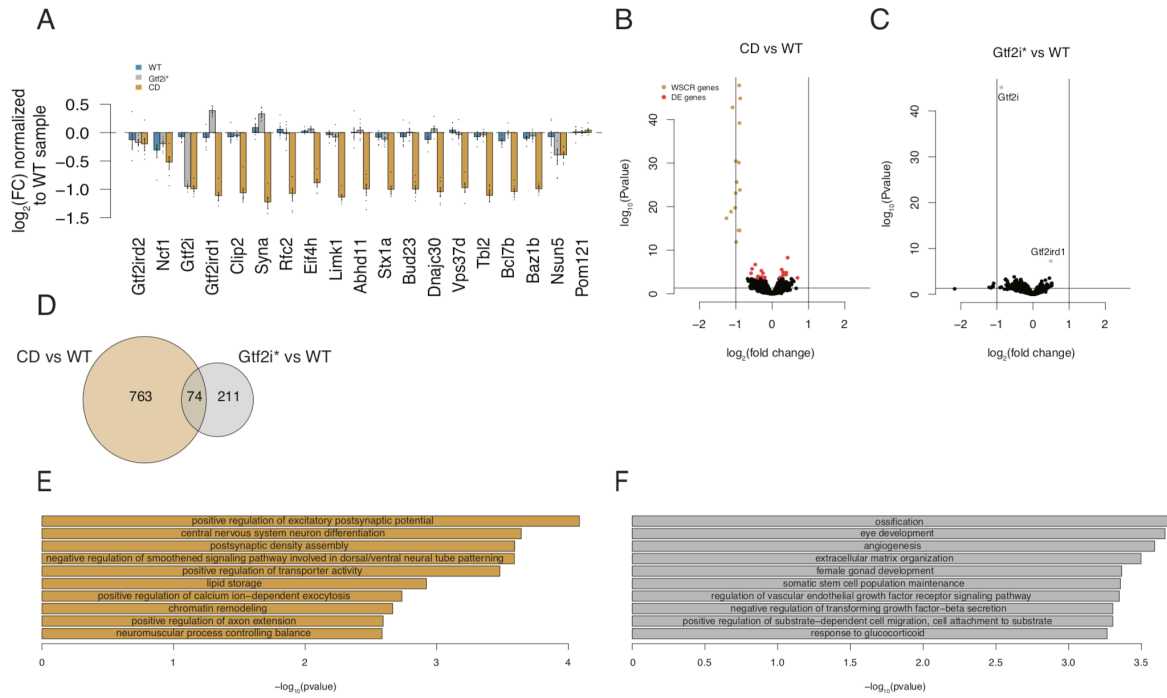 A
WT
Gtf2i*
CD
log2(FC) normalized
to WT sample
0.5
0.0
−0.5
−1.0
−1.5
Gtf2ird2
Ncf1
Gtf2i
Gtf2ird1
Clip2
Syna
Rfc2
Eif4h
Limk1
Abhd11
Stx1a
Bud23
Dnajc30
Vps37d
Tbl2
Bcl7b
Baz1b
Nsun5
Pom121
B
CD vs WT
WSCR genes
DE genes
log10(Pvalue)
40
30
20
10
0
−2 −1 0 1 2
log2(fold change)
C
Gtf2i* vs WT
Gtf2i
Gtf2ird1
log10(Pvalue)
40
30
20
10
0
−2 −1 0 1 2
log2(fold change)
D
CD vs WT
Gtf2i* vs WT
763 74 211
E
positive regulation of excitatory postsynaptic potential
central nervous system neuron differentiation
postsynaptic density assembly
negative regulation of smoothened signaling pathway involved in dorsal/ventral neural tube patterning
positive regulation of transporter activity
lipid storage
positive regulation of calcium ion−dependent exocytosis
chromatin remodeling
positive regulation of axon extension
neuromuscular process controlling balance
0 1 2 3 4
−log10(pvalue)
F
ossification
eye development
angiogenesis
extracellular matrix organization
female gonad development
somatic stem cell population maintenance
regulation of vascular endothelial growth factor receptor signaling pathway
negative regulation of transforming growth factor−beta secretion
positive regulation of substrate−dependent cell migration, cell attachment to substrate
response to glucocorticoid
0.0 0.5 1.0 1.5 2.0 2.5 3.0 3.5
−log10(pvalue)